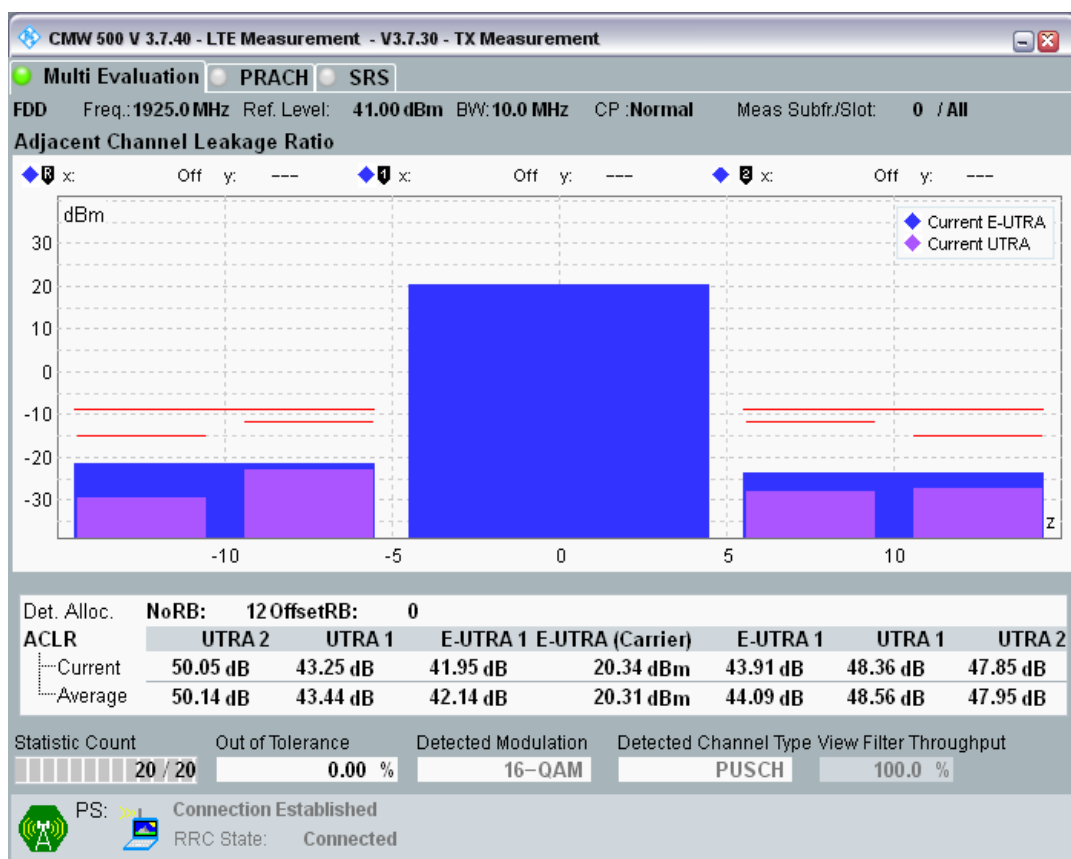 CMW 500 V 3.7.40 - LTE Measurement - V3.7.30 - TX Measurement
Multi Evaluation PRACH SRS
FDD Freq.: 1925.0 MHz Ref. Level: 41.00 dBm BW: 10.0 MHz CP :Normal Meas Subfr./Slot: 0 / All
Adjacent Channel Leakage Ratio
R x: Off y: --- 1 x: Off y: --- 2 x: Off y: ---
dBm
Current E-UTRA
Current UTRA
30
20
10
0
-10
-20
-30
z
-10 -5 0 5 10
Det. Alloc. NoRB: 12 OffsetRB: 0
ACLR UTRA 2 UTRA 1 E-UTRA 1 E-UTRA (Carrier) E-UTRA 1 UTRA 1 UTRA 2
Current 50.05 dB 43.25 dB 41.95 dB 20.34 dBm 43.91 dB 48.36 dB 47.85 dB
Average 50.14 dB 43.44 dB 42.14 dB 20.31 dBm 44.09 dB 48.56 dB 47.95 dB
Statistic Count Out of Tolerance Detected Modulation Detected Channel Type View Filter Throughput
20 / 20 0.00 % 16-QAM PUSCH 100.0 %
PS: Connection Established
RRC State: Connected